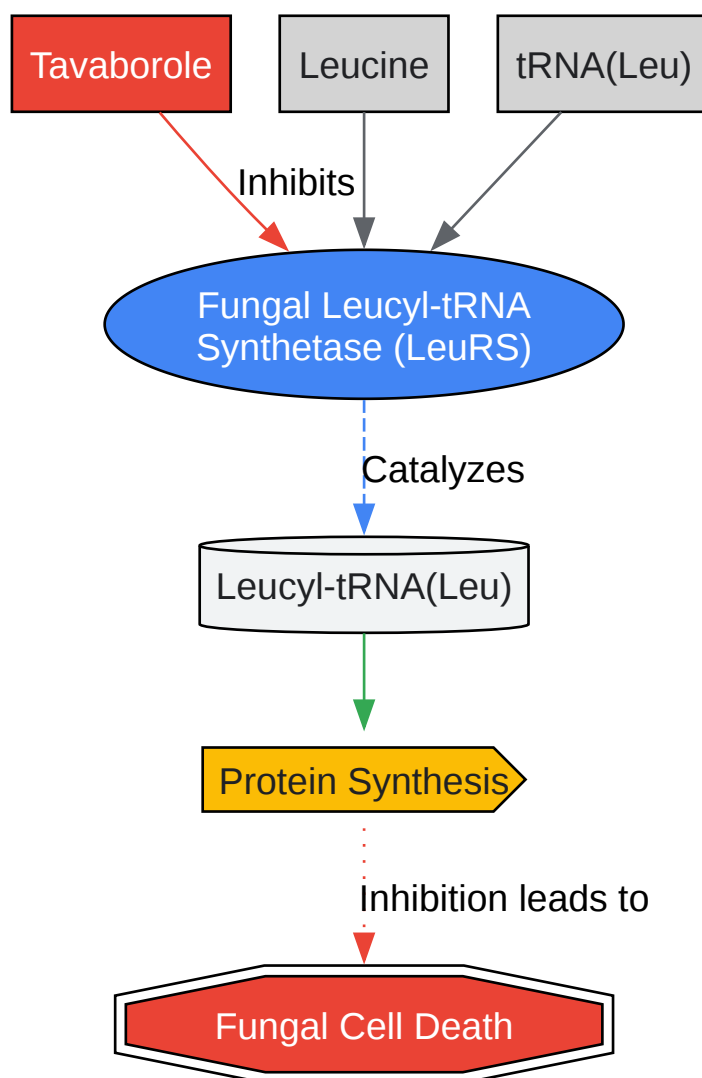 Tavaborole
Leucine
tRNA(Leu)
Inhibits
Fungal Leucyl-tRNA
Synthetase (LeuRS)
Catalyzes
Leucyl-tRNA(Leu)
Protein Synthesis
Inhibition leads to
Fungal Cell Death